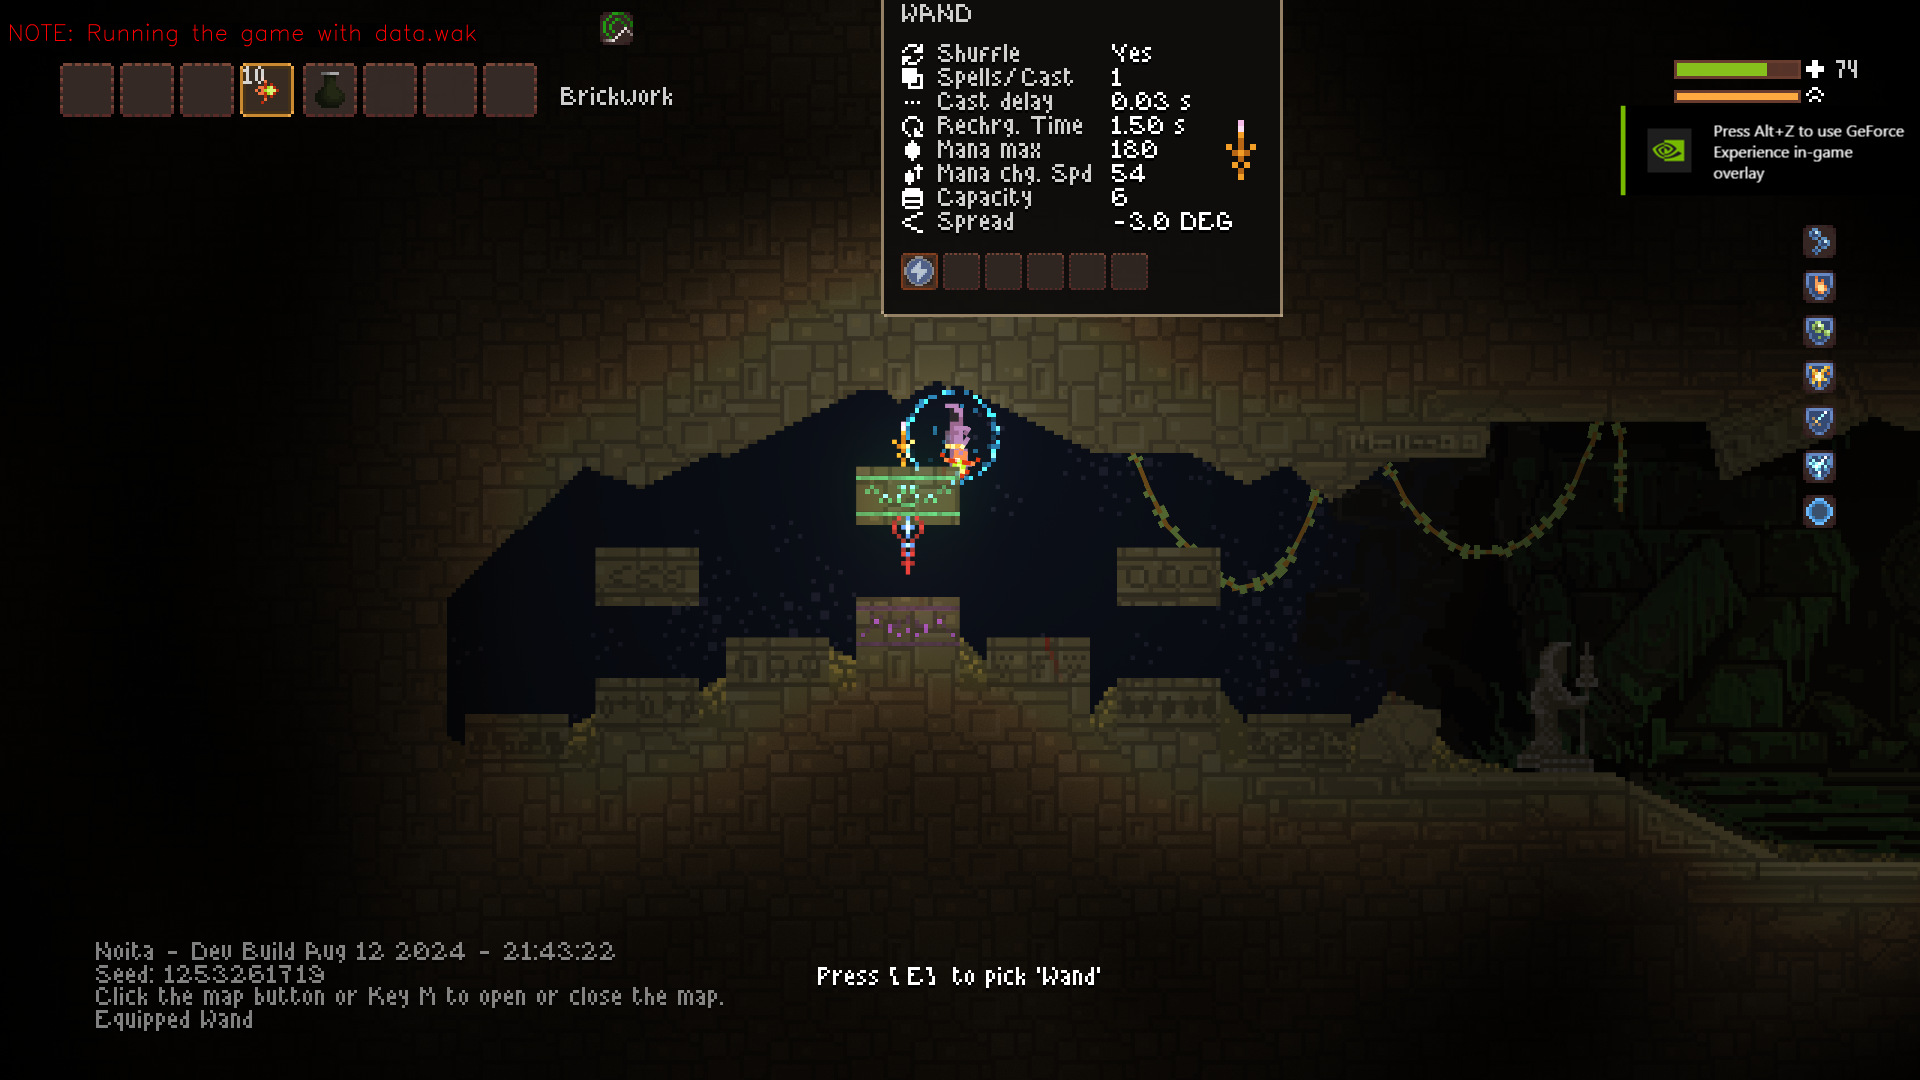 WAND
NOTE: Running the game with data.wak
10
Brickwork
Shuffle Yes
Spells/Cast 1
Cast delay 0.03 s
Rechrg. Time 1.50 s
Mana max 180
Mana chg. Spd 54
Capacity 6
Spread -3.0 DEG
74
Press Alt+Z to use GeForce
Experience in-game
overlay
Noita - Dev Build Aug 12 2024 - 21:43:22
Seed: 1253261719
Click the map button or Key M to open or close the map.
Equipped Wand
Press [E] to pick 'Wand'